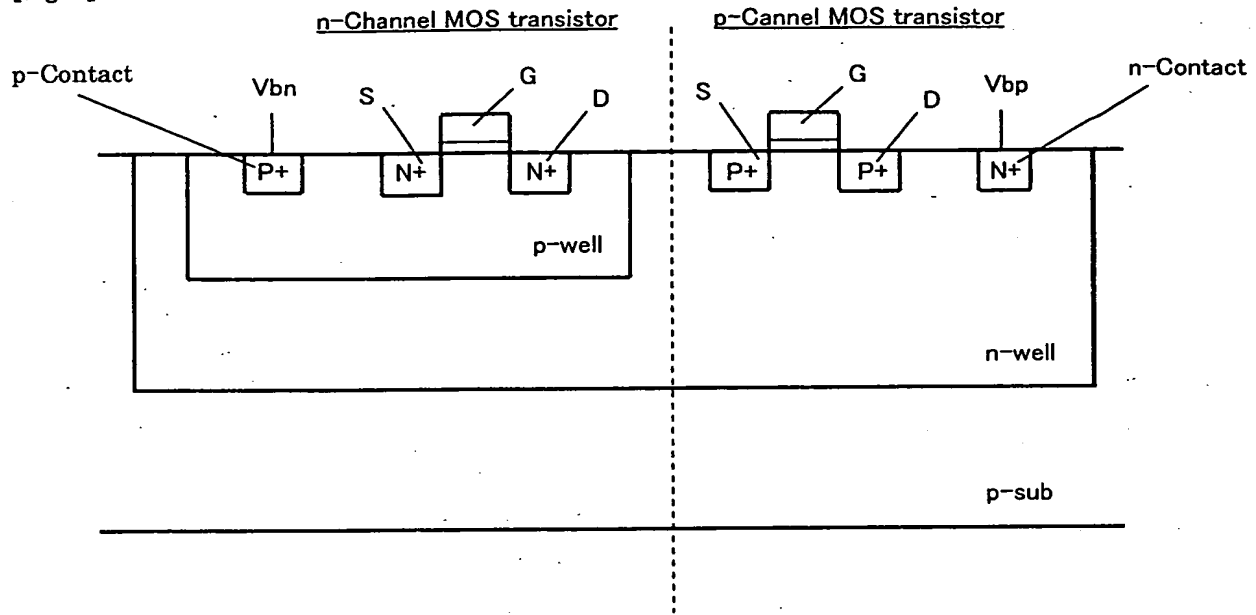 n-Channel MOS transistor
p-Cannel MOS transistor
p-Contact
Vbn
S
G
D
S
G
D
Vbp
n-Contact
P+
N+
N+
P+
P+
N+
p-well
n-well
p-sub